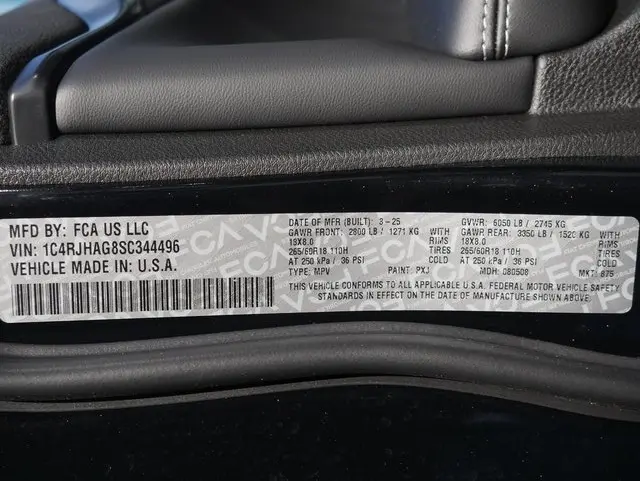 MFD BY: FCA US LLC
VIN: 1C4RJHAG8SC344496
VEHICLE MADE IN: U.S.A.
DATE OF MFR (BUILT): 3-25
GAWR FRONT: 2800 LB / 1271 KG
18X8.0 RIMS
265/60R18 110H TIRES
AT 250 kPa / 36 PSI COLD
TYPE: MPV PAINT: PXJ
GVWR: 6050 LB / 2745 KG
GAWR REAR: 3350 LB / 1520 KG
18X8.0 RIMS
265/60R18 110H TIRES
AT 250 kPa / 36 PSI COLD
MDH: 080508 MKT: 875
THIS VEHICLE CONFORMS TO ALL APPLICABLE U.S.A. FEDERAL MOTOR VEHICLE SAFETY
STANDARDS IN EFFECT ON THE DATE OF MANUFACTURE SHOWN ABOVE.